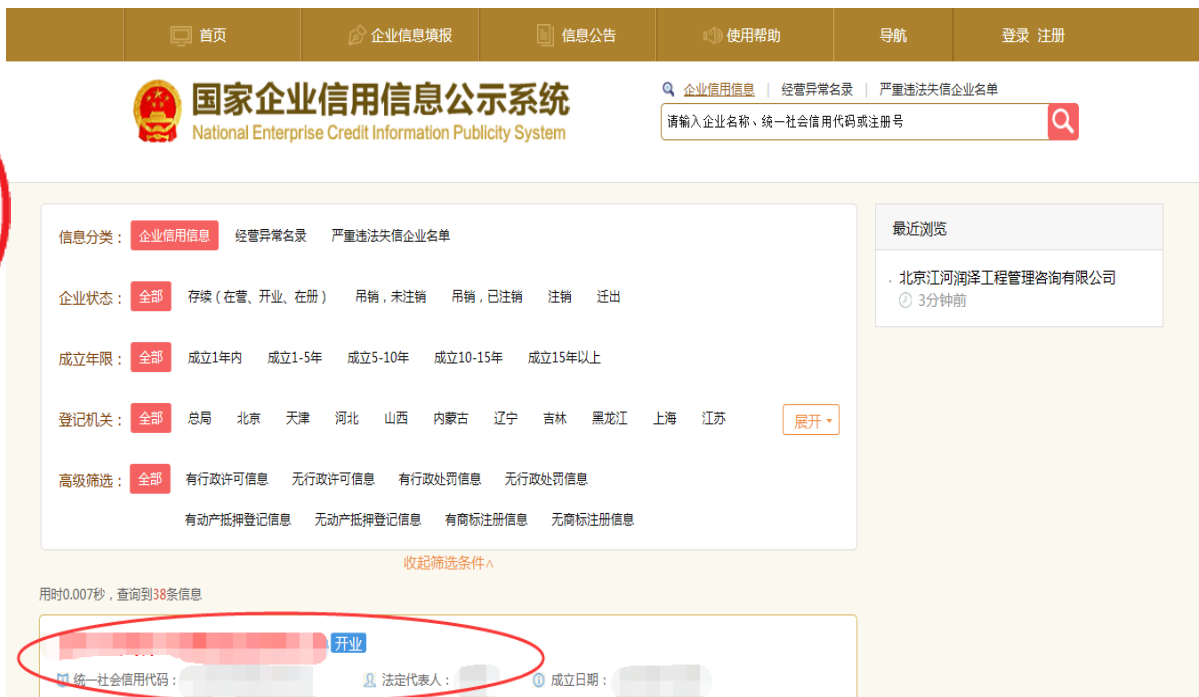 首页 企业信息填报 信息公告 使用帮助 导航 登录 注册
国家企业信用信息公示系统
National Enterprise Credit Information Publicity System
企业信用信息 | 经营异常名录 | 严重违法失信企业名单
请输入企业名称、统一社会信用代码或注册号
信息分类： 企业信用信息 经营异常名录 严重违法失信企业名单
企业状态： 全部 存续（在营、开业、在册） 吊销，未注销 吊销，已注销 注销 迁出
成立年限： 全部 成立1年内 成立1-5年 成立5-10年 成立10-15年 成立15年以上
登记机关： 全部 总局 北京 天津 河北 山西 内蒙古 辽宁 吉林 黑龙江 上海 江苏 展开
高级筛选： 全部 有行政许可信息 无行政许可信息 有行政处罚信息 无行政处罚信息
有动产抵押登记信息 无动产抵押登记信息 有商标注册信息 无商标注册信息
收起筛选条件
最近浏览
北京江河润泽工程管理咨询有限公司
3分钟前
用时0.007秒，查询到38条信息
开业
统一社会信用代码： 法定代表人： 成立日期：